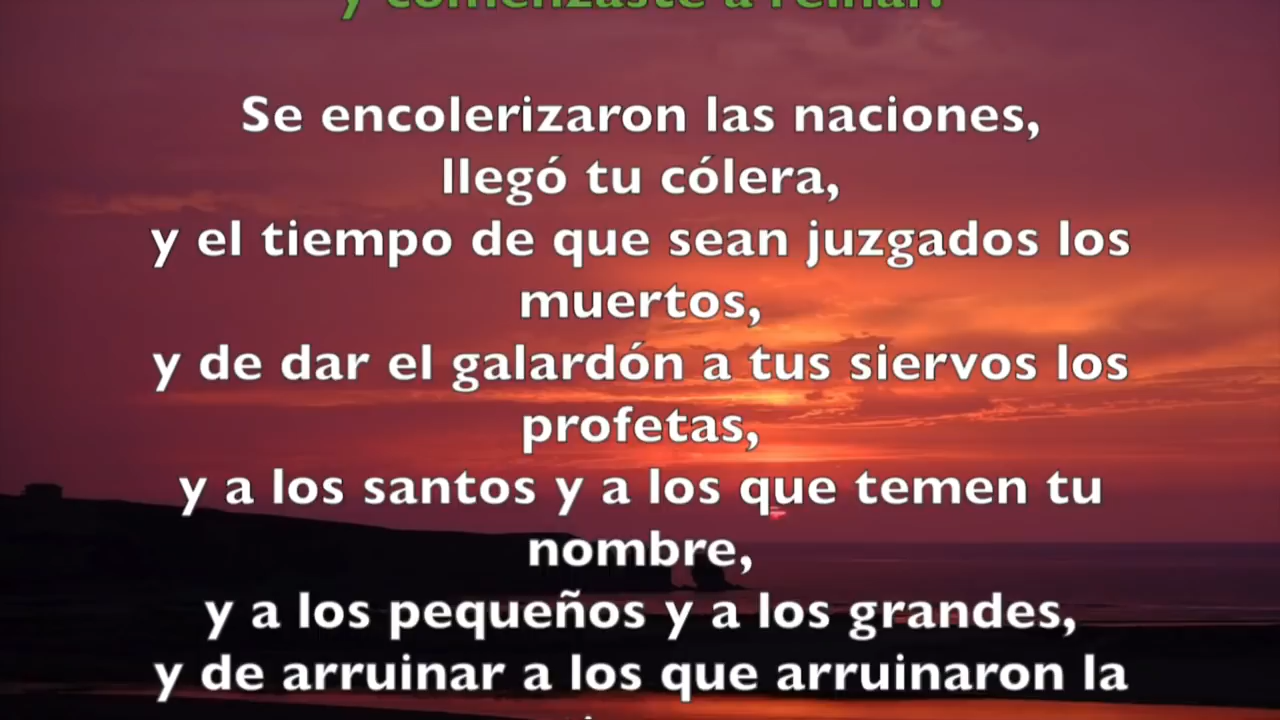 y comenzaste a reinar.
Se encolerizaron las naciones,
llegó tu cólera,
y el tiempo de que sean juzgados los
muertos,
y de dar el galardón a tus siervos los
profetas,
y a los santos y a los que temen tu
nombre,
y a los pequeños y a los grandes,
y de arruinar a los que arruinaron la